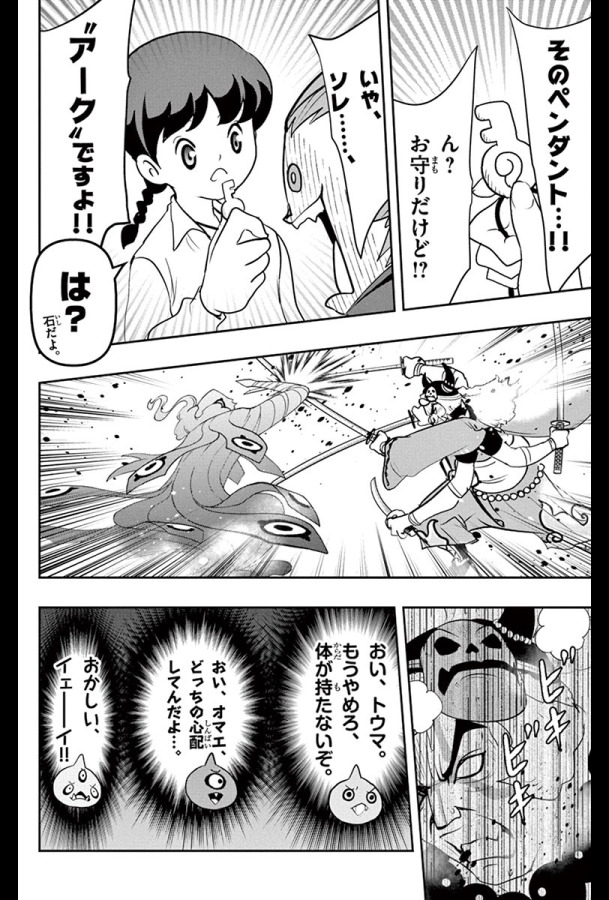 そのペンダント…!!
ん?
お守りだけど!?
いや、
ソレ……、
“アーク”ですよ!!
は?
石だよ。
ビキ
ビキ
おい、トウマ。
もうやめろ、
体が持たないぞ。
おい、オマエ、
どっちの心配
してんだよ…。
おかしい、
イェーーイ!!